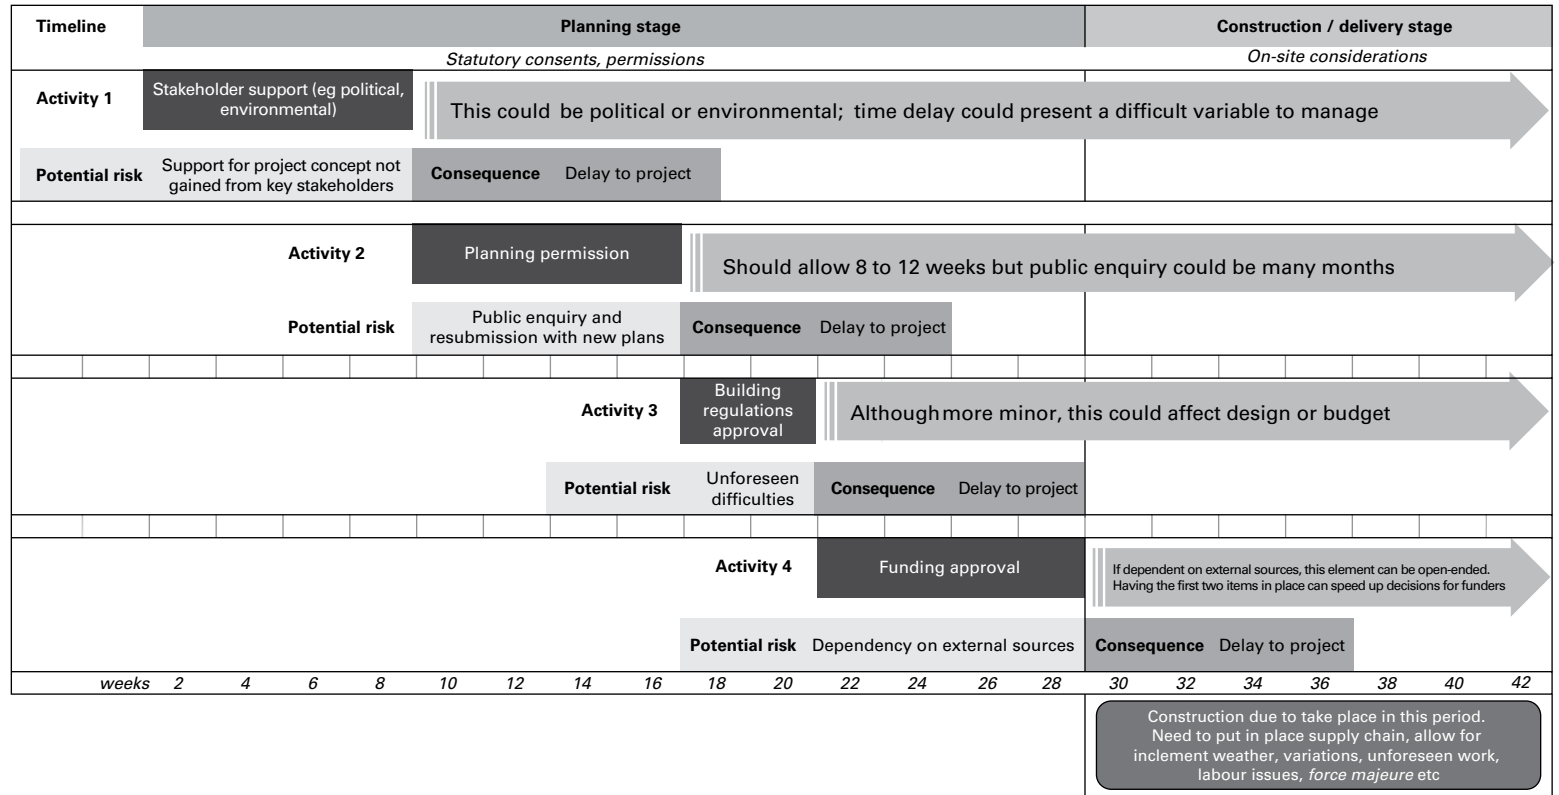 Timeline
Planning stage
Construction / delivery stage
Statutory consents, permissions
On-site considerations
Activity 1
Stakeholder support (eg political,
environmental)
This could be political or environmental; time delay could present a difficult variable to manage
Potential risk
Support for project concept not
gained from key stakeholders
Consequence
Delay to project
Activity 2
Planning permission
Should allow 8 to 12 weeks but public enquiry could be many months
Potential risk
Public enquiry and
resubmission with new plans
Consequence
Delay to project
Activity 3
Building
regulations
approval
Although more minor, this could affect design or budget
Potential risk
Unforeseen
difficulties
Consequence
Delay to project
Activity 4
Funding approval
If dependent on external sources, this element can be open-ended.
Having the first two items in place can speed up decisions for funders
Potential risk
Dependency on external sources
Consequence
Delay to project
weeks 2 4 6 8 10 12 14 16 18 20 22 24 26 28 30 32 34 36 38 40 42
Construction due to take place in this period.
Need to put in place supply chain, allow for
inclement weather, variations, unforeseen work,
labour issues, force majeure etc